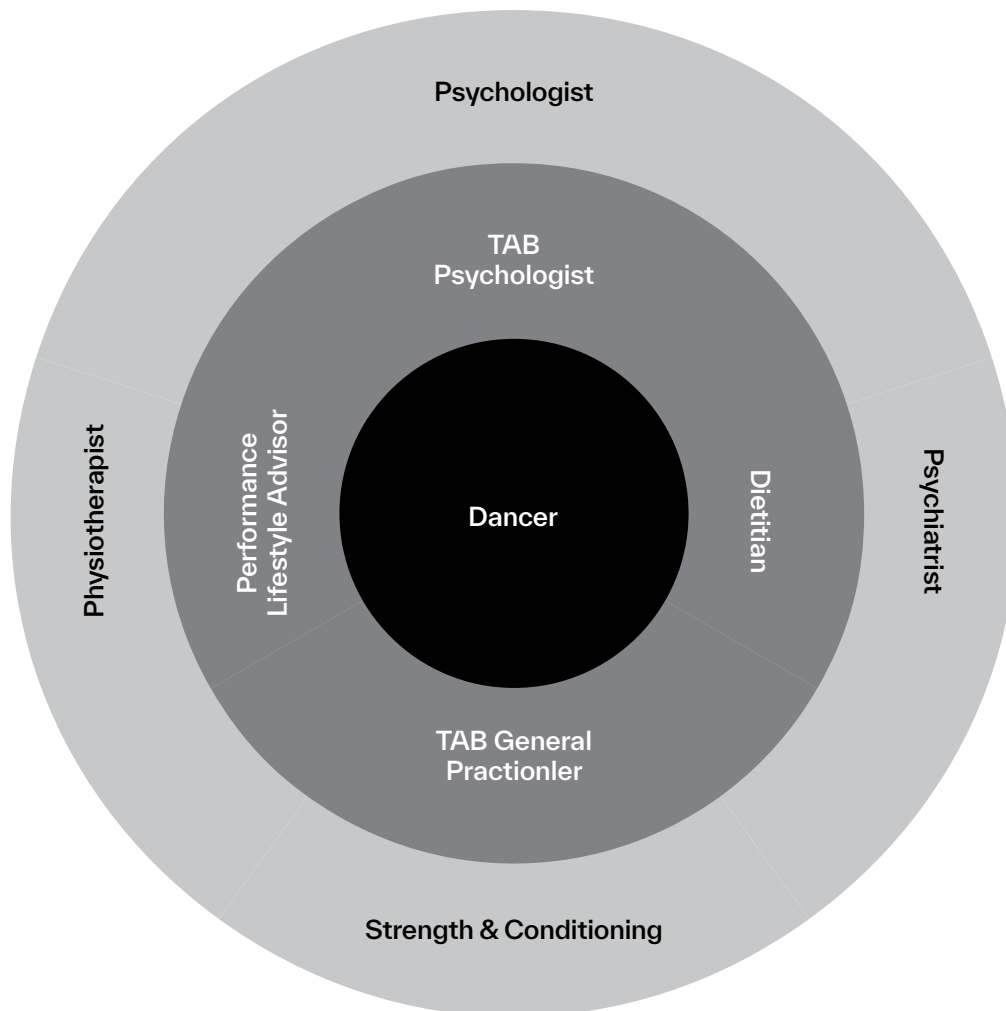 Psychologist
TAB
Psychologist
Performance
Lifestyle Advisor
Physiotherapist
Dancer
Dietitian
Psychiatrist
TAB General
Practionler
Strength & Conditioning